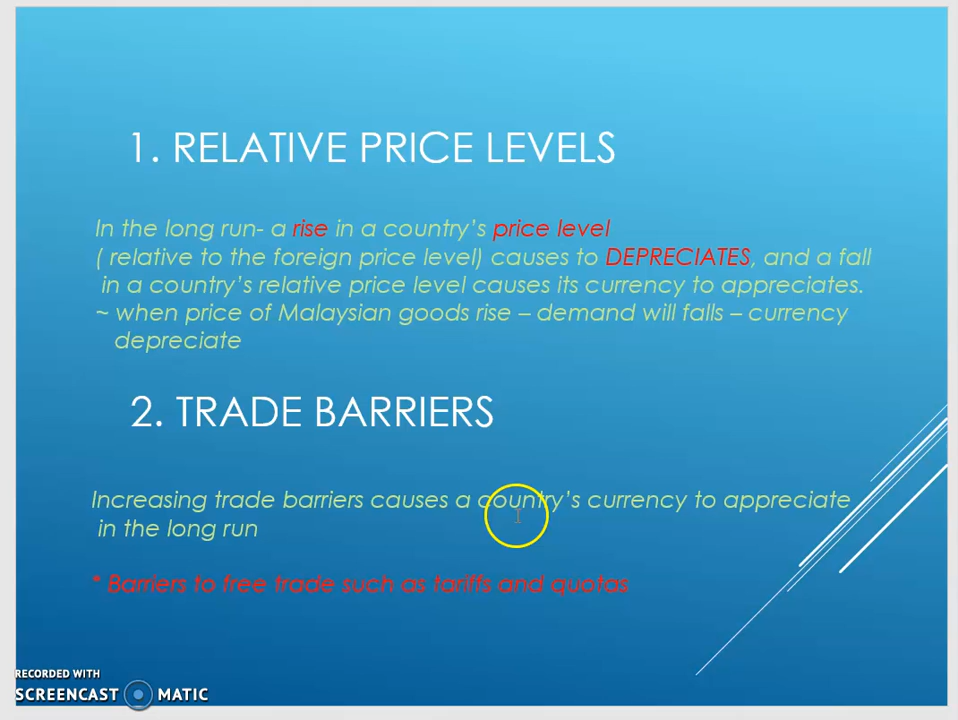 1. RELATIVE PRICE LEVELS
In the long run- a rise in a country's price level
( relative to the foreign price level) causes to DEPRECIATES, and a fall
in a country's relative price level causes its currency to appreciates.
~ when price of Malaysian goods rise – demand will falls – currency
depreciate
2. TRADE BARRIERS
Increasing trade barriers causes a country's currency to appreciate
in the long run
* Barriers to free trade such as tariffs and quotas
RECORDED WITH
SCREENCAST MATIC